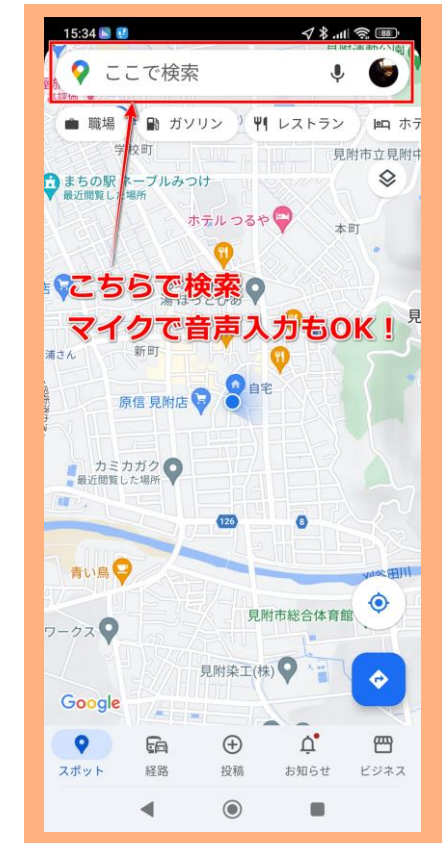 15:34
88
見附運動公園
ここで検索
職場
ガソリン
レストラン
ホテ
学校町
見附市立見附中
まちの駅 ネーブルみつけ
最近閲覧した場所
ホテル つるや
本町
こちらで検索
マイクで音声入力もOK！
見
浦さん
新町
自宅
原信 見附店
カミカガク
最近閲覧した場所
126
8
青い鳥
刈谷田川
見附市総合体育館
ワークス
見附染工(株)
Google
スポット
経路
投稿
お知らせ
ビジネス